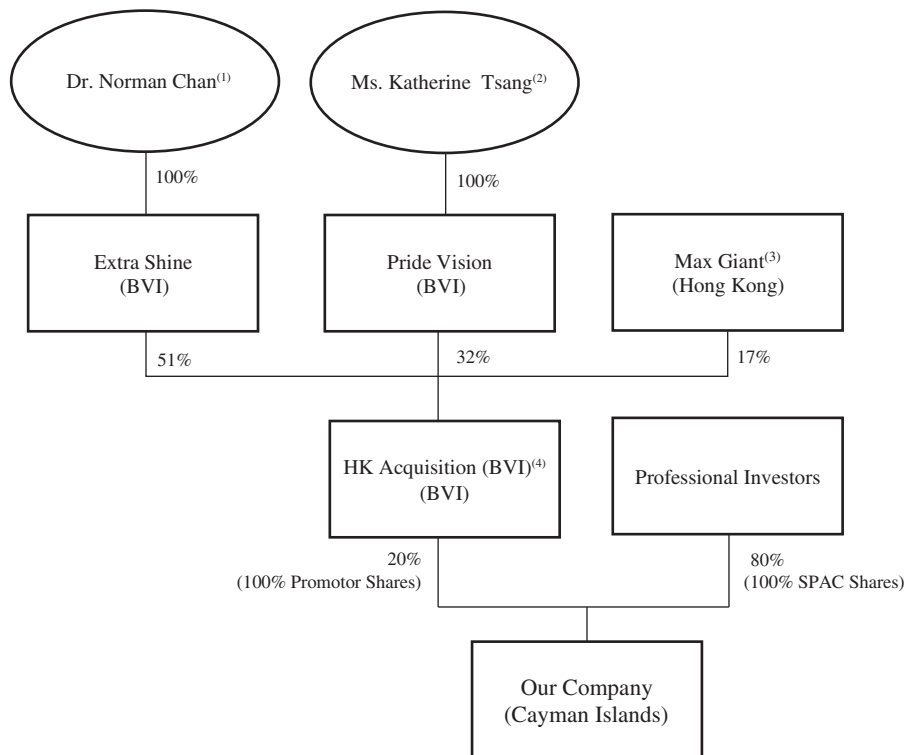 Dr. Norman Chan(1)
Ms. Katherine Tsang(2)
100%
100%
Extra Shine
(BVI)
Pride Vision
(BVI)
Max Giant(3)
(Hong Kong)
51%
32%
17%
HK Acquisition (BVI)(4)
(BVI)
Professional Investors
20%
(100% Promotor Shares)
80%
(100% SPAC Shares)
Our Company
(Cayman Islands)